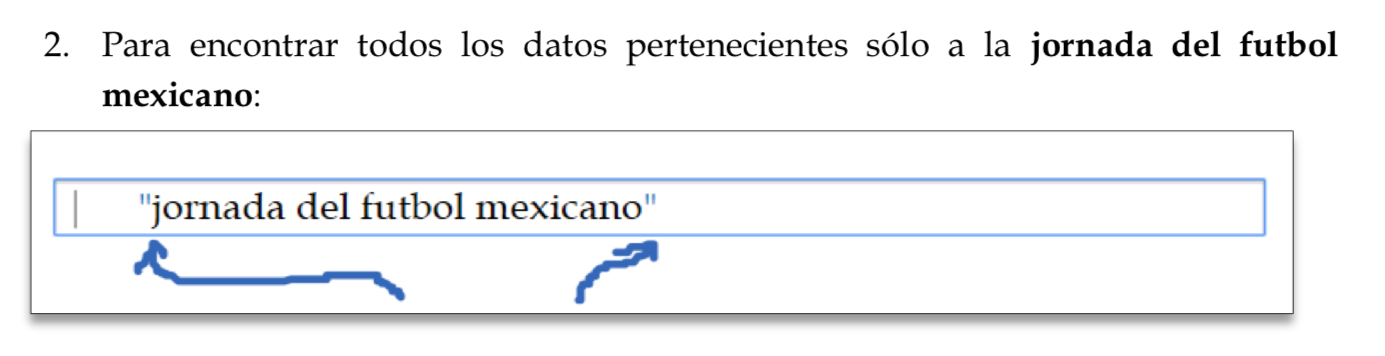 2. Para encontrar todos los datos pertenecientes sólo a la jornada del futbol
mexicano:
"jornada del futbol mexicano"